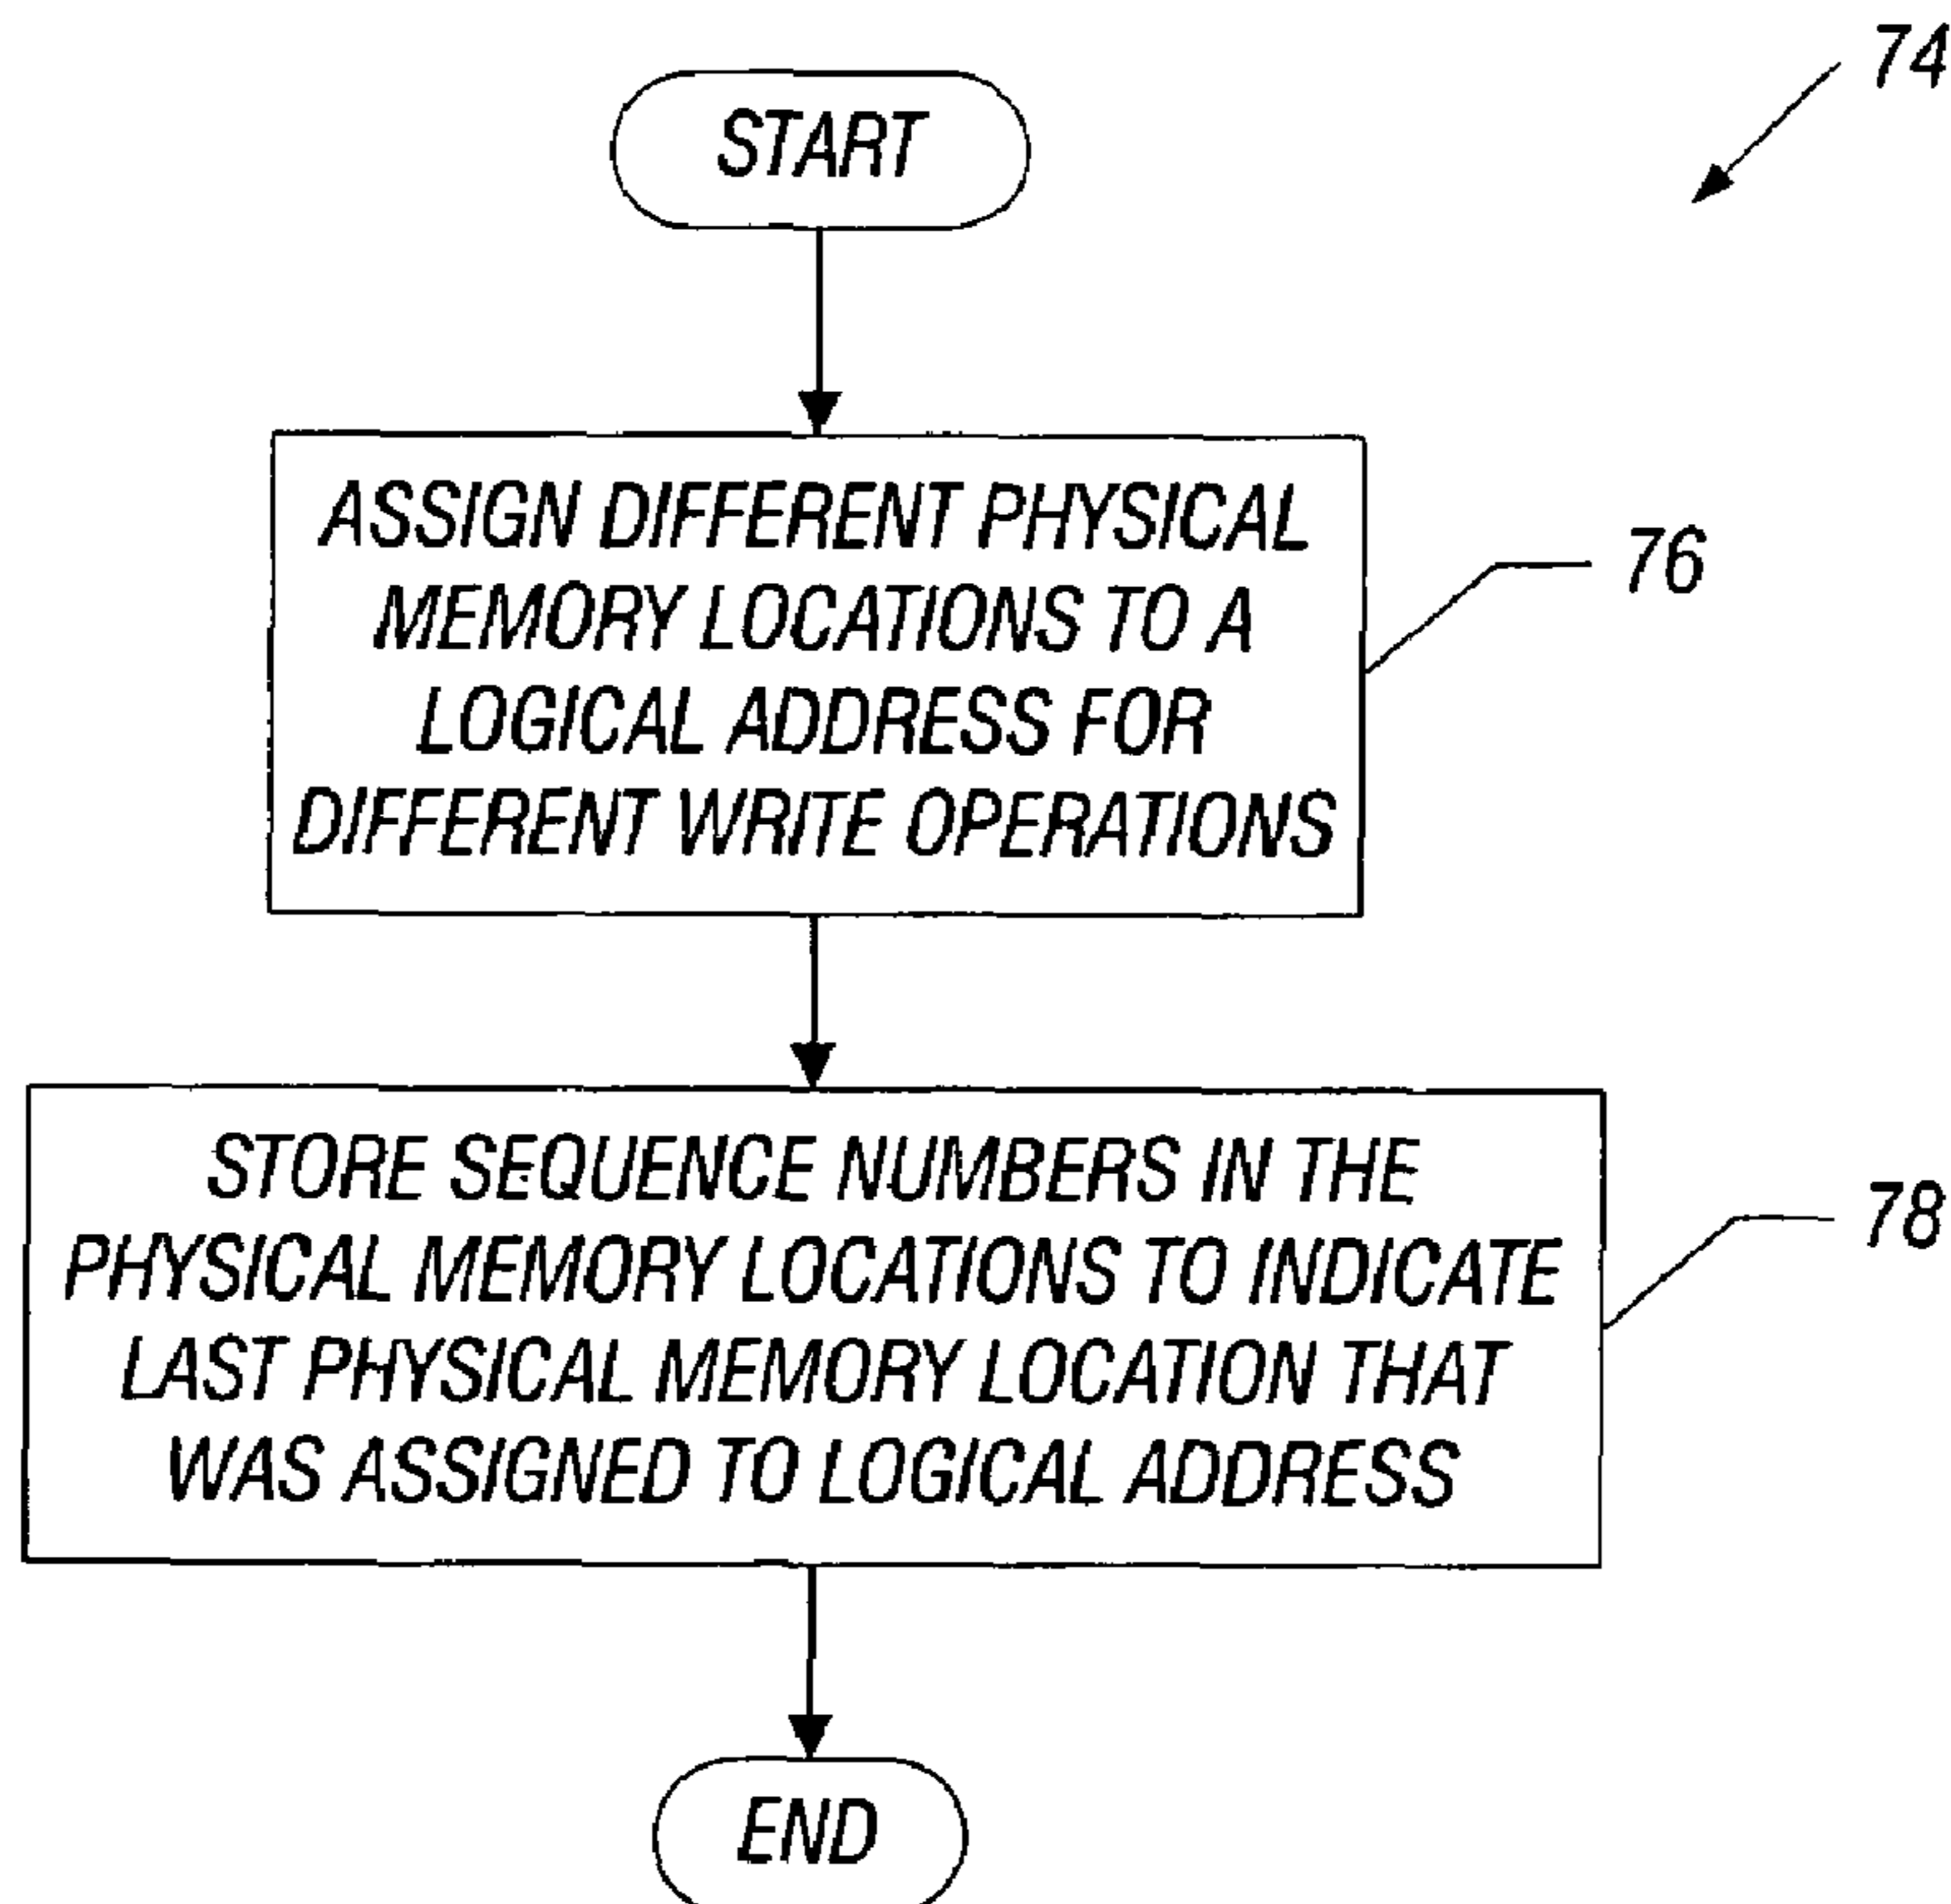 74
START
ASSIGN DIFFERENT PHYSICAL
MEMORY LOCATIONS TO A
LOGICAL ADDRESS FOR
DIFFERENT WRITE OPERATIONS
76
STORE SEQUENCE NUMBERS IN THE
PHYSICAL MEMORY LOCATIONS TO INDICATE
LAST PHYSICAL MEMORY LOCATION THAT
WAS ASSIGNED TO LOGICAL ADDRESS
78
END